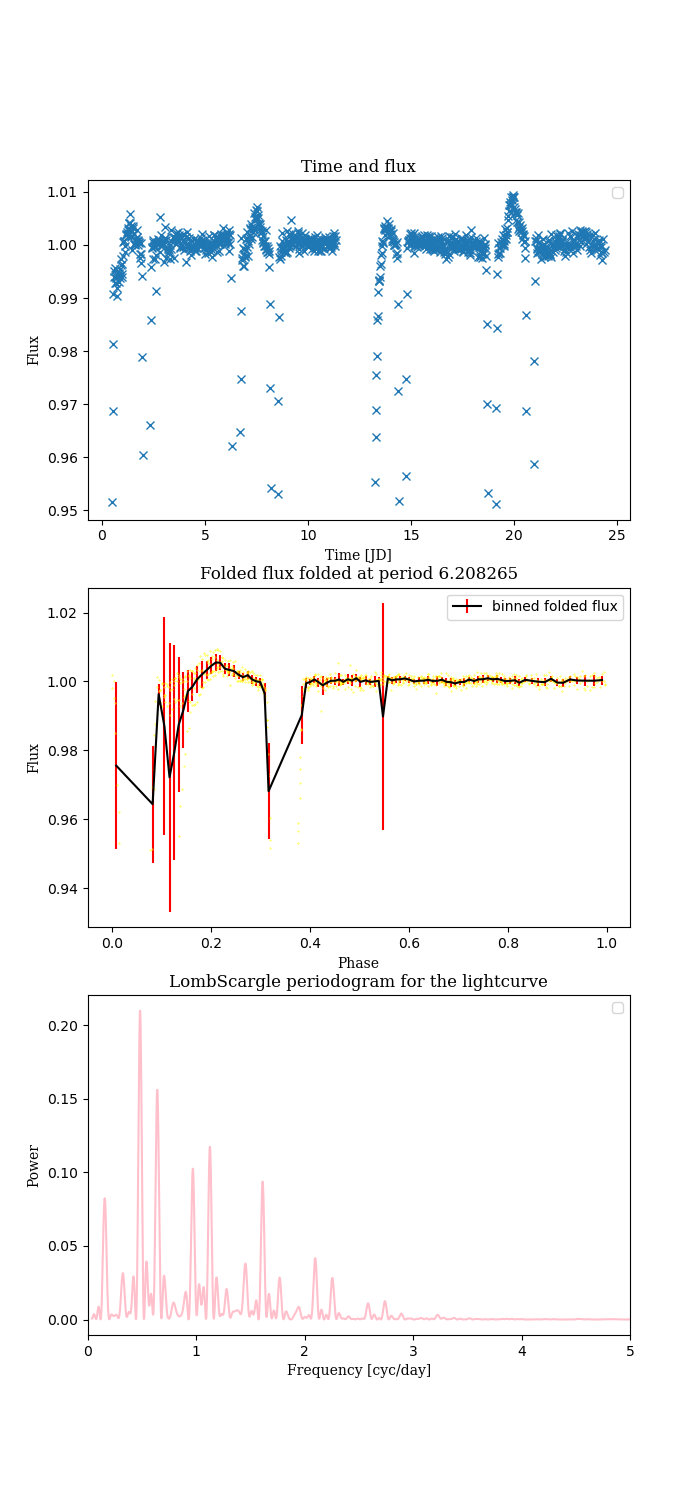 Time and flux
1.01
1.00
0.99
0.98
0.97
0.96
0.95
Flux
0 5 10 15 20 25
Time [JD]
Folded flux folded at period 6.208265
binned folded flux
1.02
1.00
0.98
0.96
0.94
Flux
0.0 0.2 0.4 0.6 0.8 1.0
Phase
LombScargle periodogram for the lightcurve
0.20
0.15
0.10
0.05
0.00
Power
0 1 2 3 4 5
Frequency [cyc/day]